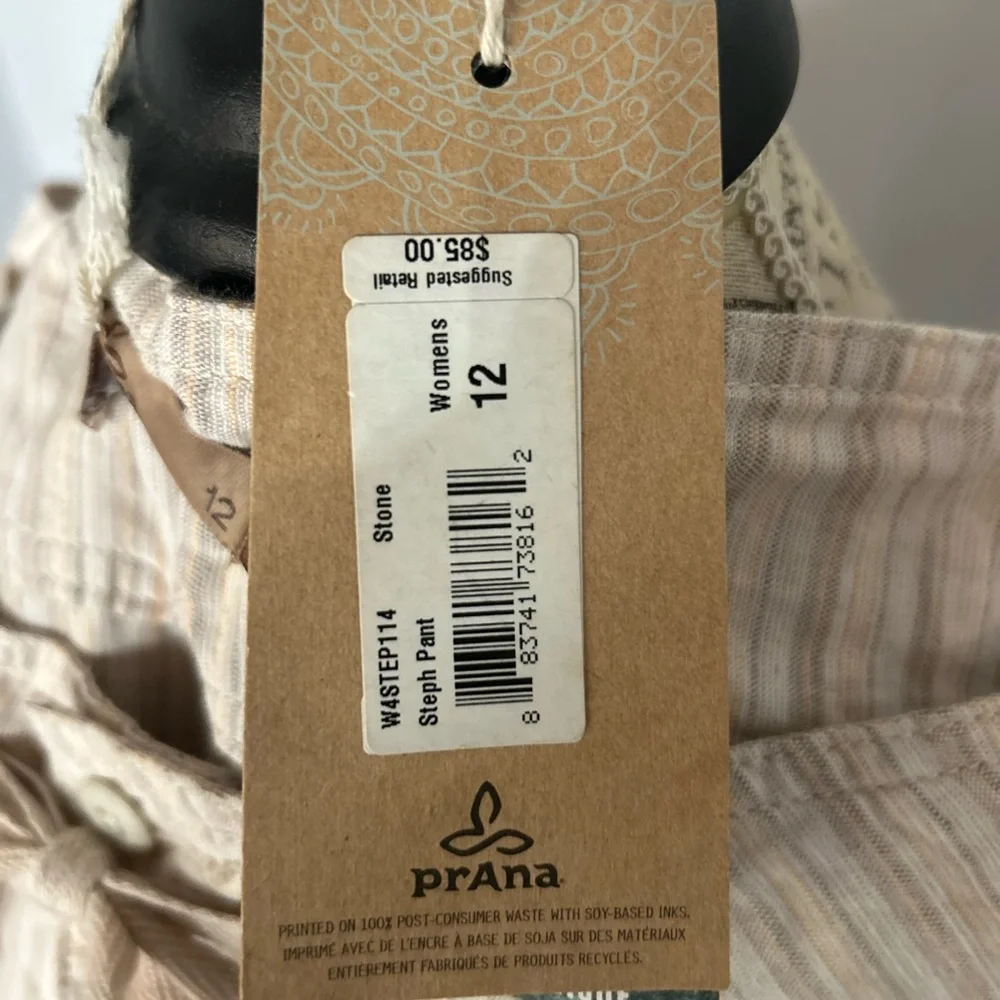 Suggested Retail
$85.00
Womens
12
Stone
W4STEP114
Steph Pant
8 83741 73816 2
12
prAna
PRINTED ON 100% POST-CONSUMER WASTE WITH SOY-BASED INKS.
IMPRIMÉ AVEC DE L'ENCRE À BASE DE SOJA SUR DES MATÉRIAUX
ENTIÈREMENT FABRIQUÉS DE PRODUITS RECYCLÉS.